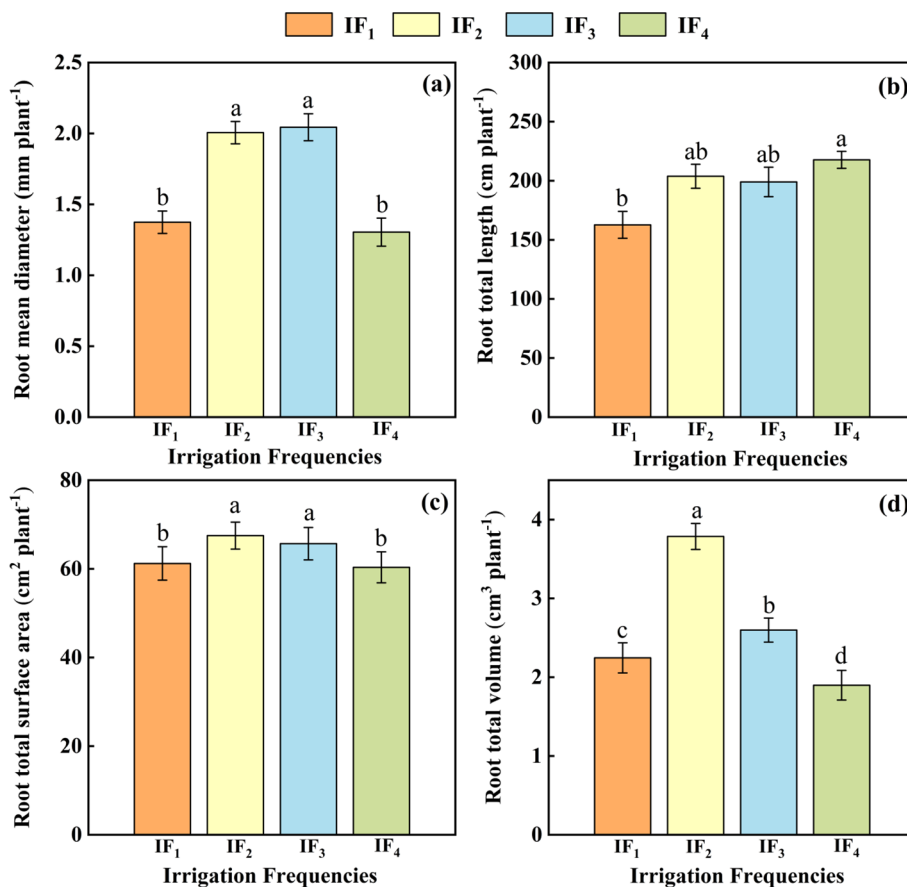 IF₁ IF₂ IF₃ IF₄
(a)
Root mean diameter (mm plant⁻¹)
2.5
2.0
1.5
1.0
0.5
0.0
b a a b
IF₁ IF₂ IF₃ IF₄
Irrigation Frequencies
(b)
Root total length (cm plant⁻¹)
300
250
200
150
100
50
0
b ab ab a
IF₁ IF₂ IF₃ IF₄
Irrigation Frequencies
(c)
Root total surface area (cm² plant⁻¹)
80
60
40
20
0
b a a b
IF₁ IF₂ IF₃ IF₄
Irrigation Frequencies
(d)
Root total volume (cm³ plant⁻¹)
4
3
2
1
0
c a b d
IF₁ IF₂ IF₃ IF₄
Irrigation Frequencies